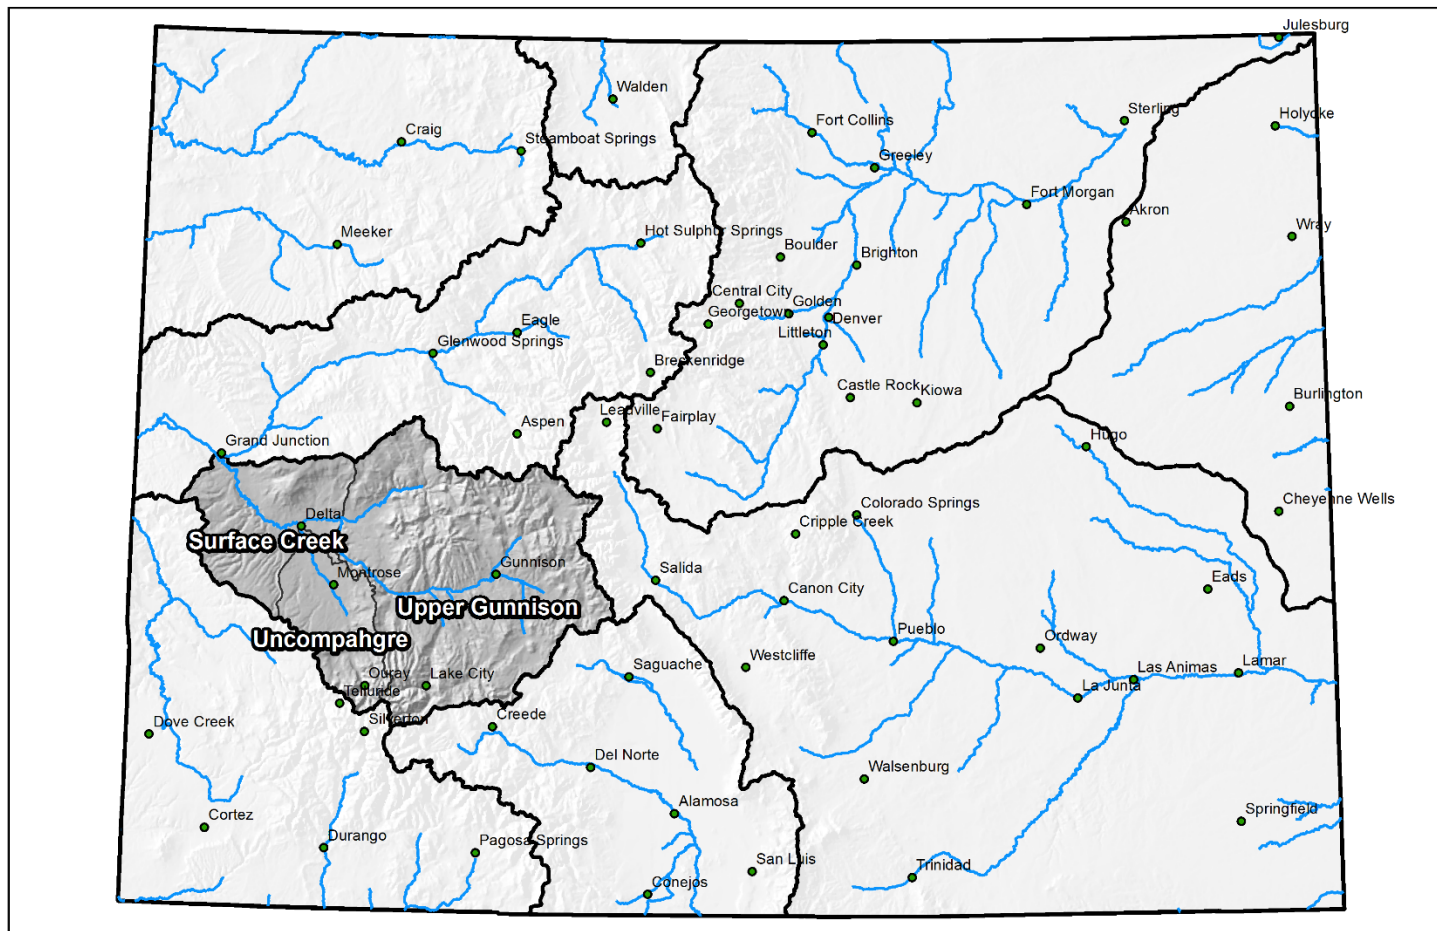 Julesburg
Walden
Sterling
Holyoke
Fort Collins
Craig
Steamboat Springs
Greeley
Fort Morgan
Akron
Wray
Meeker
Hot Sulphur Springs
Boulder
Brighton
Central City
Golden
Georgetown
Denver
Eagle
Littleton
Glenwood Springs
Breckenridge
Castle Rock
Kiowa
Burlington
Leadville
Aspen
Fairplay
Hugo
Grand Junction
Cheyenne Wells
Colorado Springs
Delta
Cripple Creek
Surface Creek
Gunnison
Salida
Montrose
Eads
Canon City
Upper Gunnison
Pueblo
Ordway
Uncompahgre
Westcliffe
Las Animas
Lamar
Saguache
Ouray
Lake City
Telluride
La Junta
Silverton
Creede
Dove Creek
Del Norte
Walsenburg
Alamosa
Cortez
Springfield
Durango
Pagosa Springs
San Luis
Trinidad
Conejos